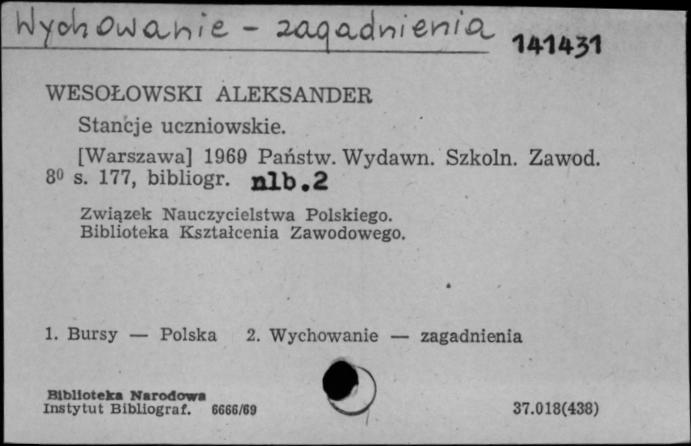 Wychowanie - zagadnienia
141431
WESOŁOWSKI ALEKSANDER
Stancje uczniowskie.
[Warszawa] 1969 Państw. Wydawn. Szkoln. Zawod.
8⁰ s. 177, bibliogr. nlb.2
Związek Nauczycielstwa Polskiego.
Biblioteka Kształcenia Zawodowego.
1. Bursy — Polska 2. Wychowanie — zagadnienia
Biblioteka Narodowa
Instytut Bibliograf. 6666/69
37.018(438)